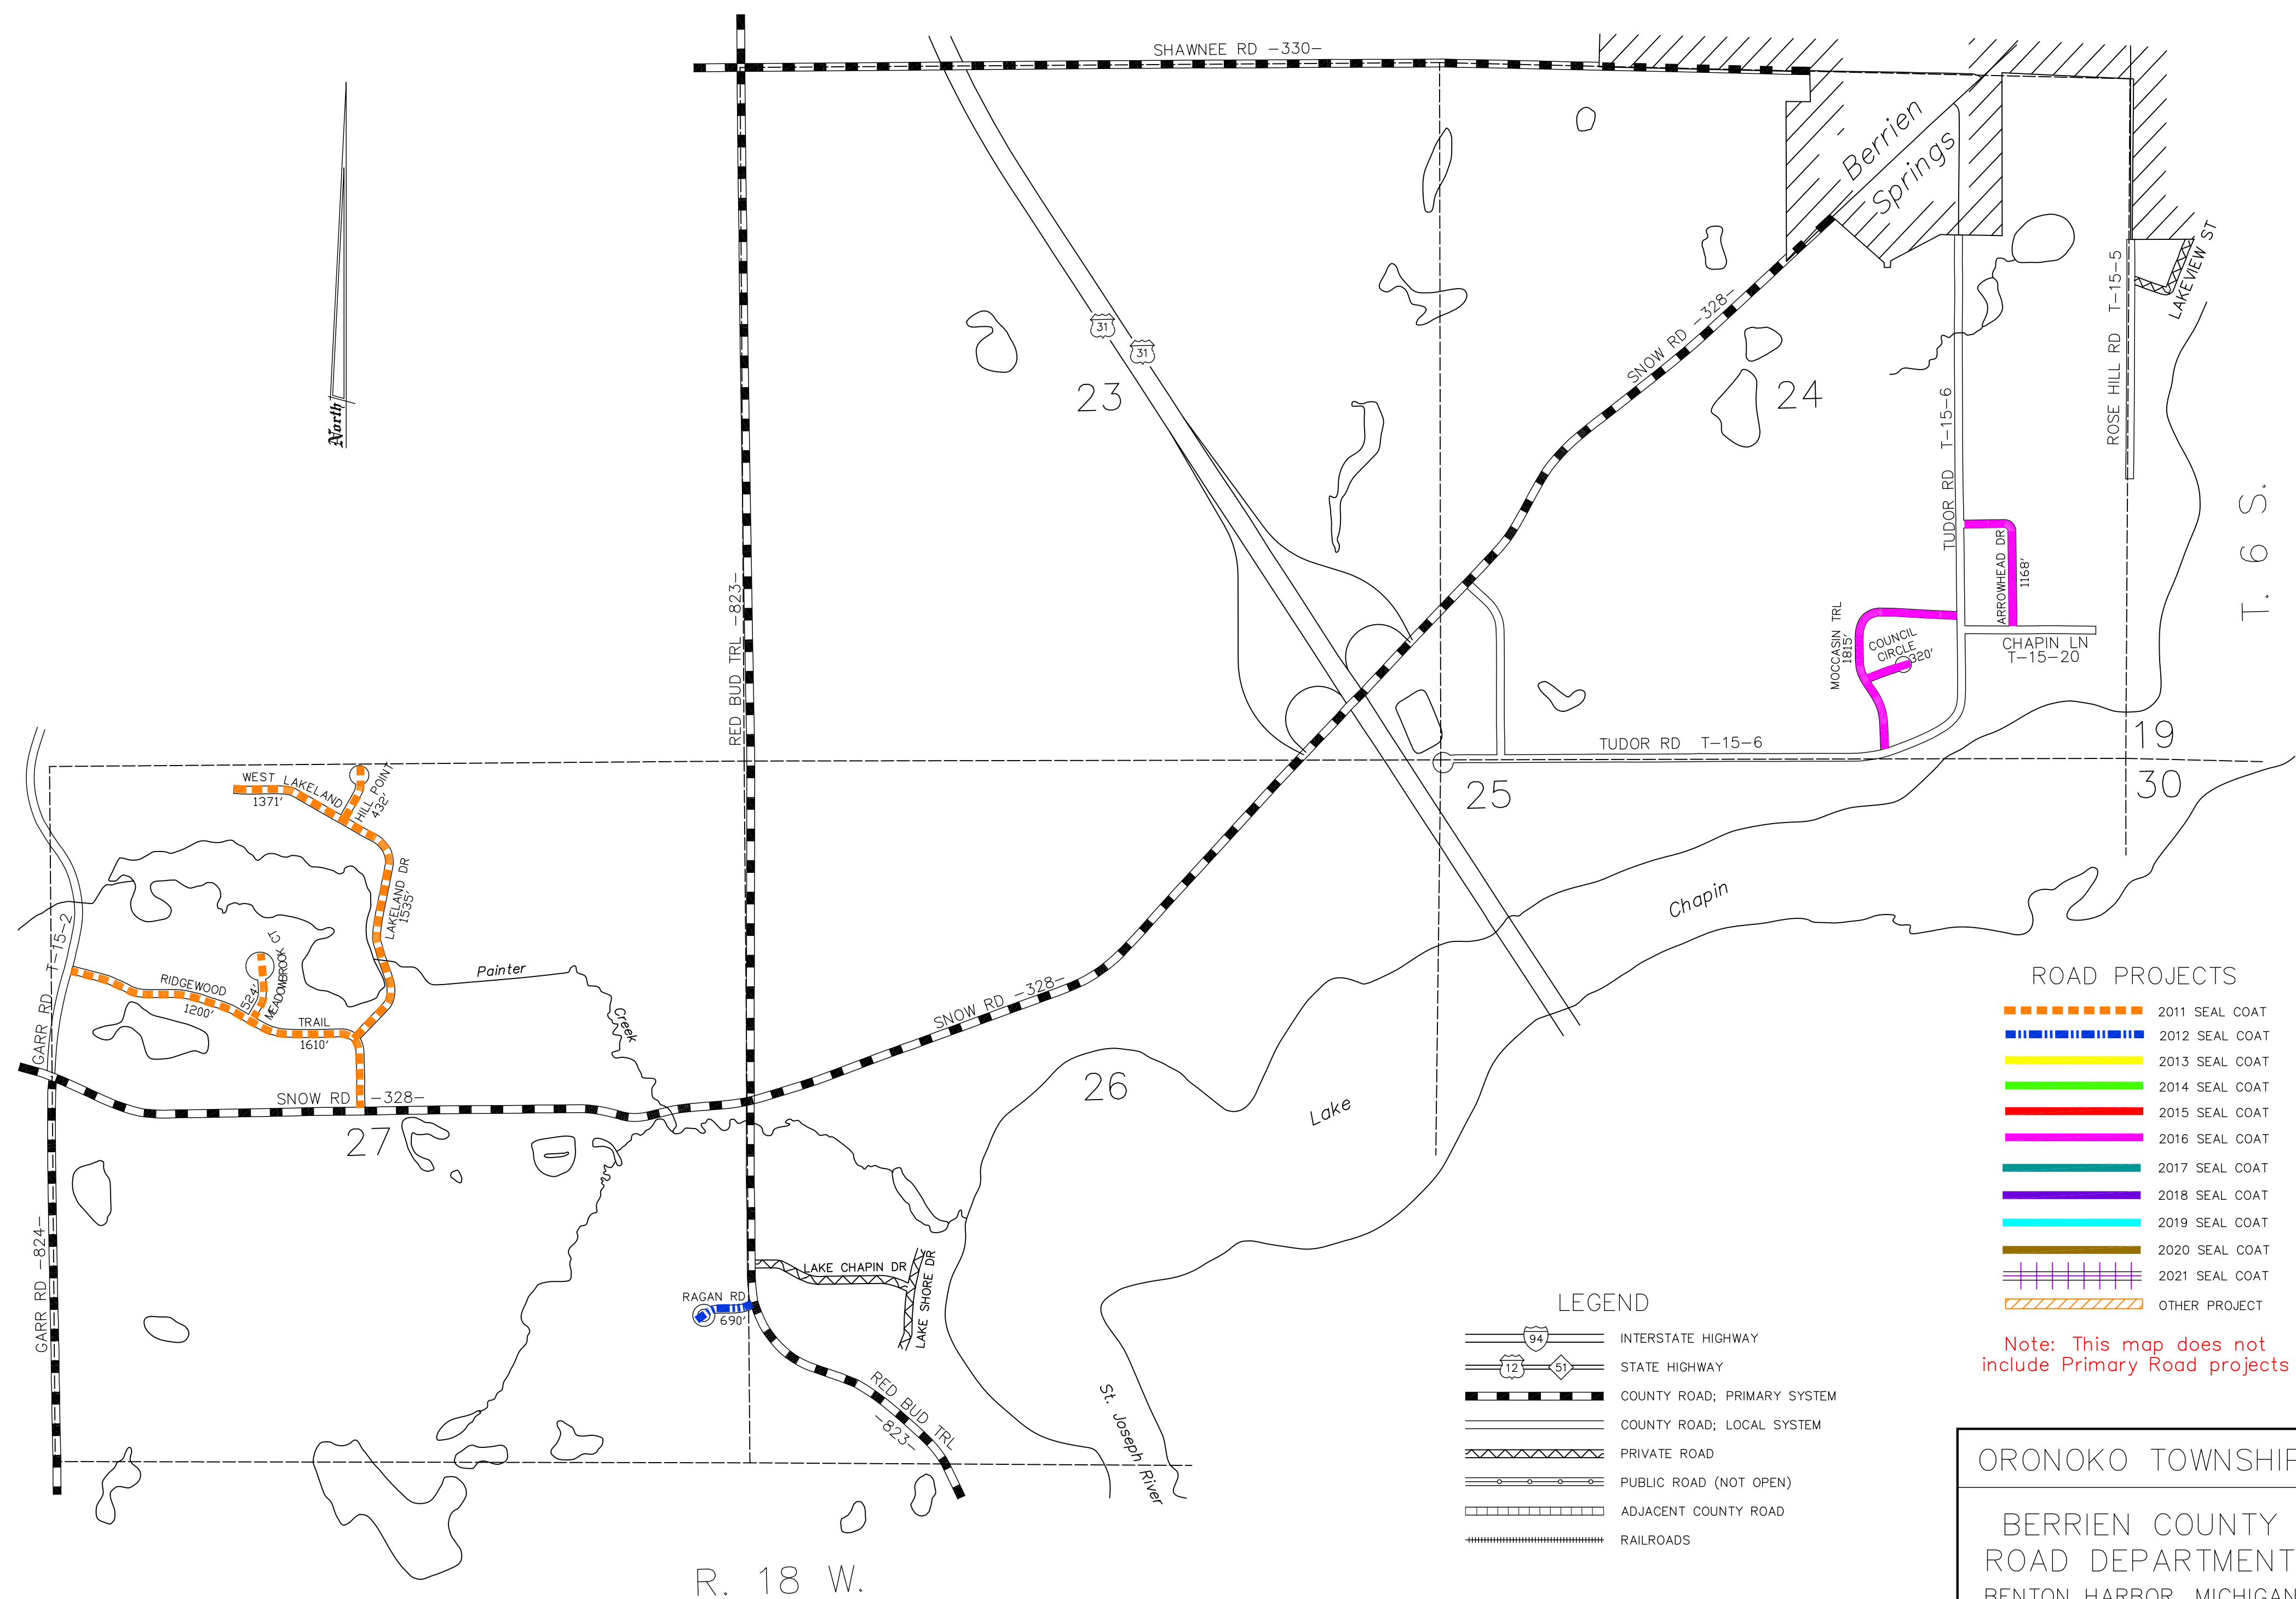 SHAWNEE RD -330-
Berrien
Springs
North
31
31
23
24
SNOW RD -328-
LAKEVIEW ST
ROSE HILL RD T-15-5
TUDOR RD T-15-6
T. 6 S.
RED BUD TRL -823-
ARROWHEAD DR
1168'
MOCCASIN TRL
1815'
COUNCIL
CIRCLE
320'
CHAPIN LN
T-15-20
TUDOR RD T-15-6
19
30
25
WEST LAKELAND
1371'
HILL POINT
432'
LAKELAND DR
1535'
GARR RD T-15-2
RIDGEWOOD
1200'
524'
MEADOWBROOK CT
TRAIL
1610'
Painter
Creek
SNOW RD -328-
Chapin
Lake
26
SNOW RD -328-
27
GARR RD -824-
LAKE CHAPIN DR
LAKE SHORE DR
RAGAN RD
690'
RED BUD TRL
-823-
St. Joseph River
R. 18 W.
ROAD PROJECTS
2011 SEAL COAT
2012 SEAL COAT
2013 SEAL COAT
2014 SEAL COAT
2015 SEAL COAT
2016 SEAL COAT
2017 SEAL COAT
2018 SEAL COAT
2019 SEAL COAT
2020 SEAL COAT
2021 SEAL COAT
OTHER PROJECT
Note: This map does not
include Primary Road projects
LEGEND
94 INTERSTATE HIGHWAY
12 51 STATE HIGHWAY
COUNTY ROAD; PRIMARY SYSTEM
COUNTY ROAD; LOCAL SYSTEM
PRIVATE ROAD
PUBLIC ROAD (NOT OPEN)
ADJACENT COUNTY ROAD
RAILROADS
ORONOKO TOWNSHIP
BERRIEN COUNTY
ROAD DEPARTMENT
BENTON HARBOR, MICHIGAN